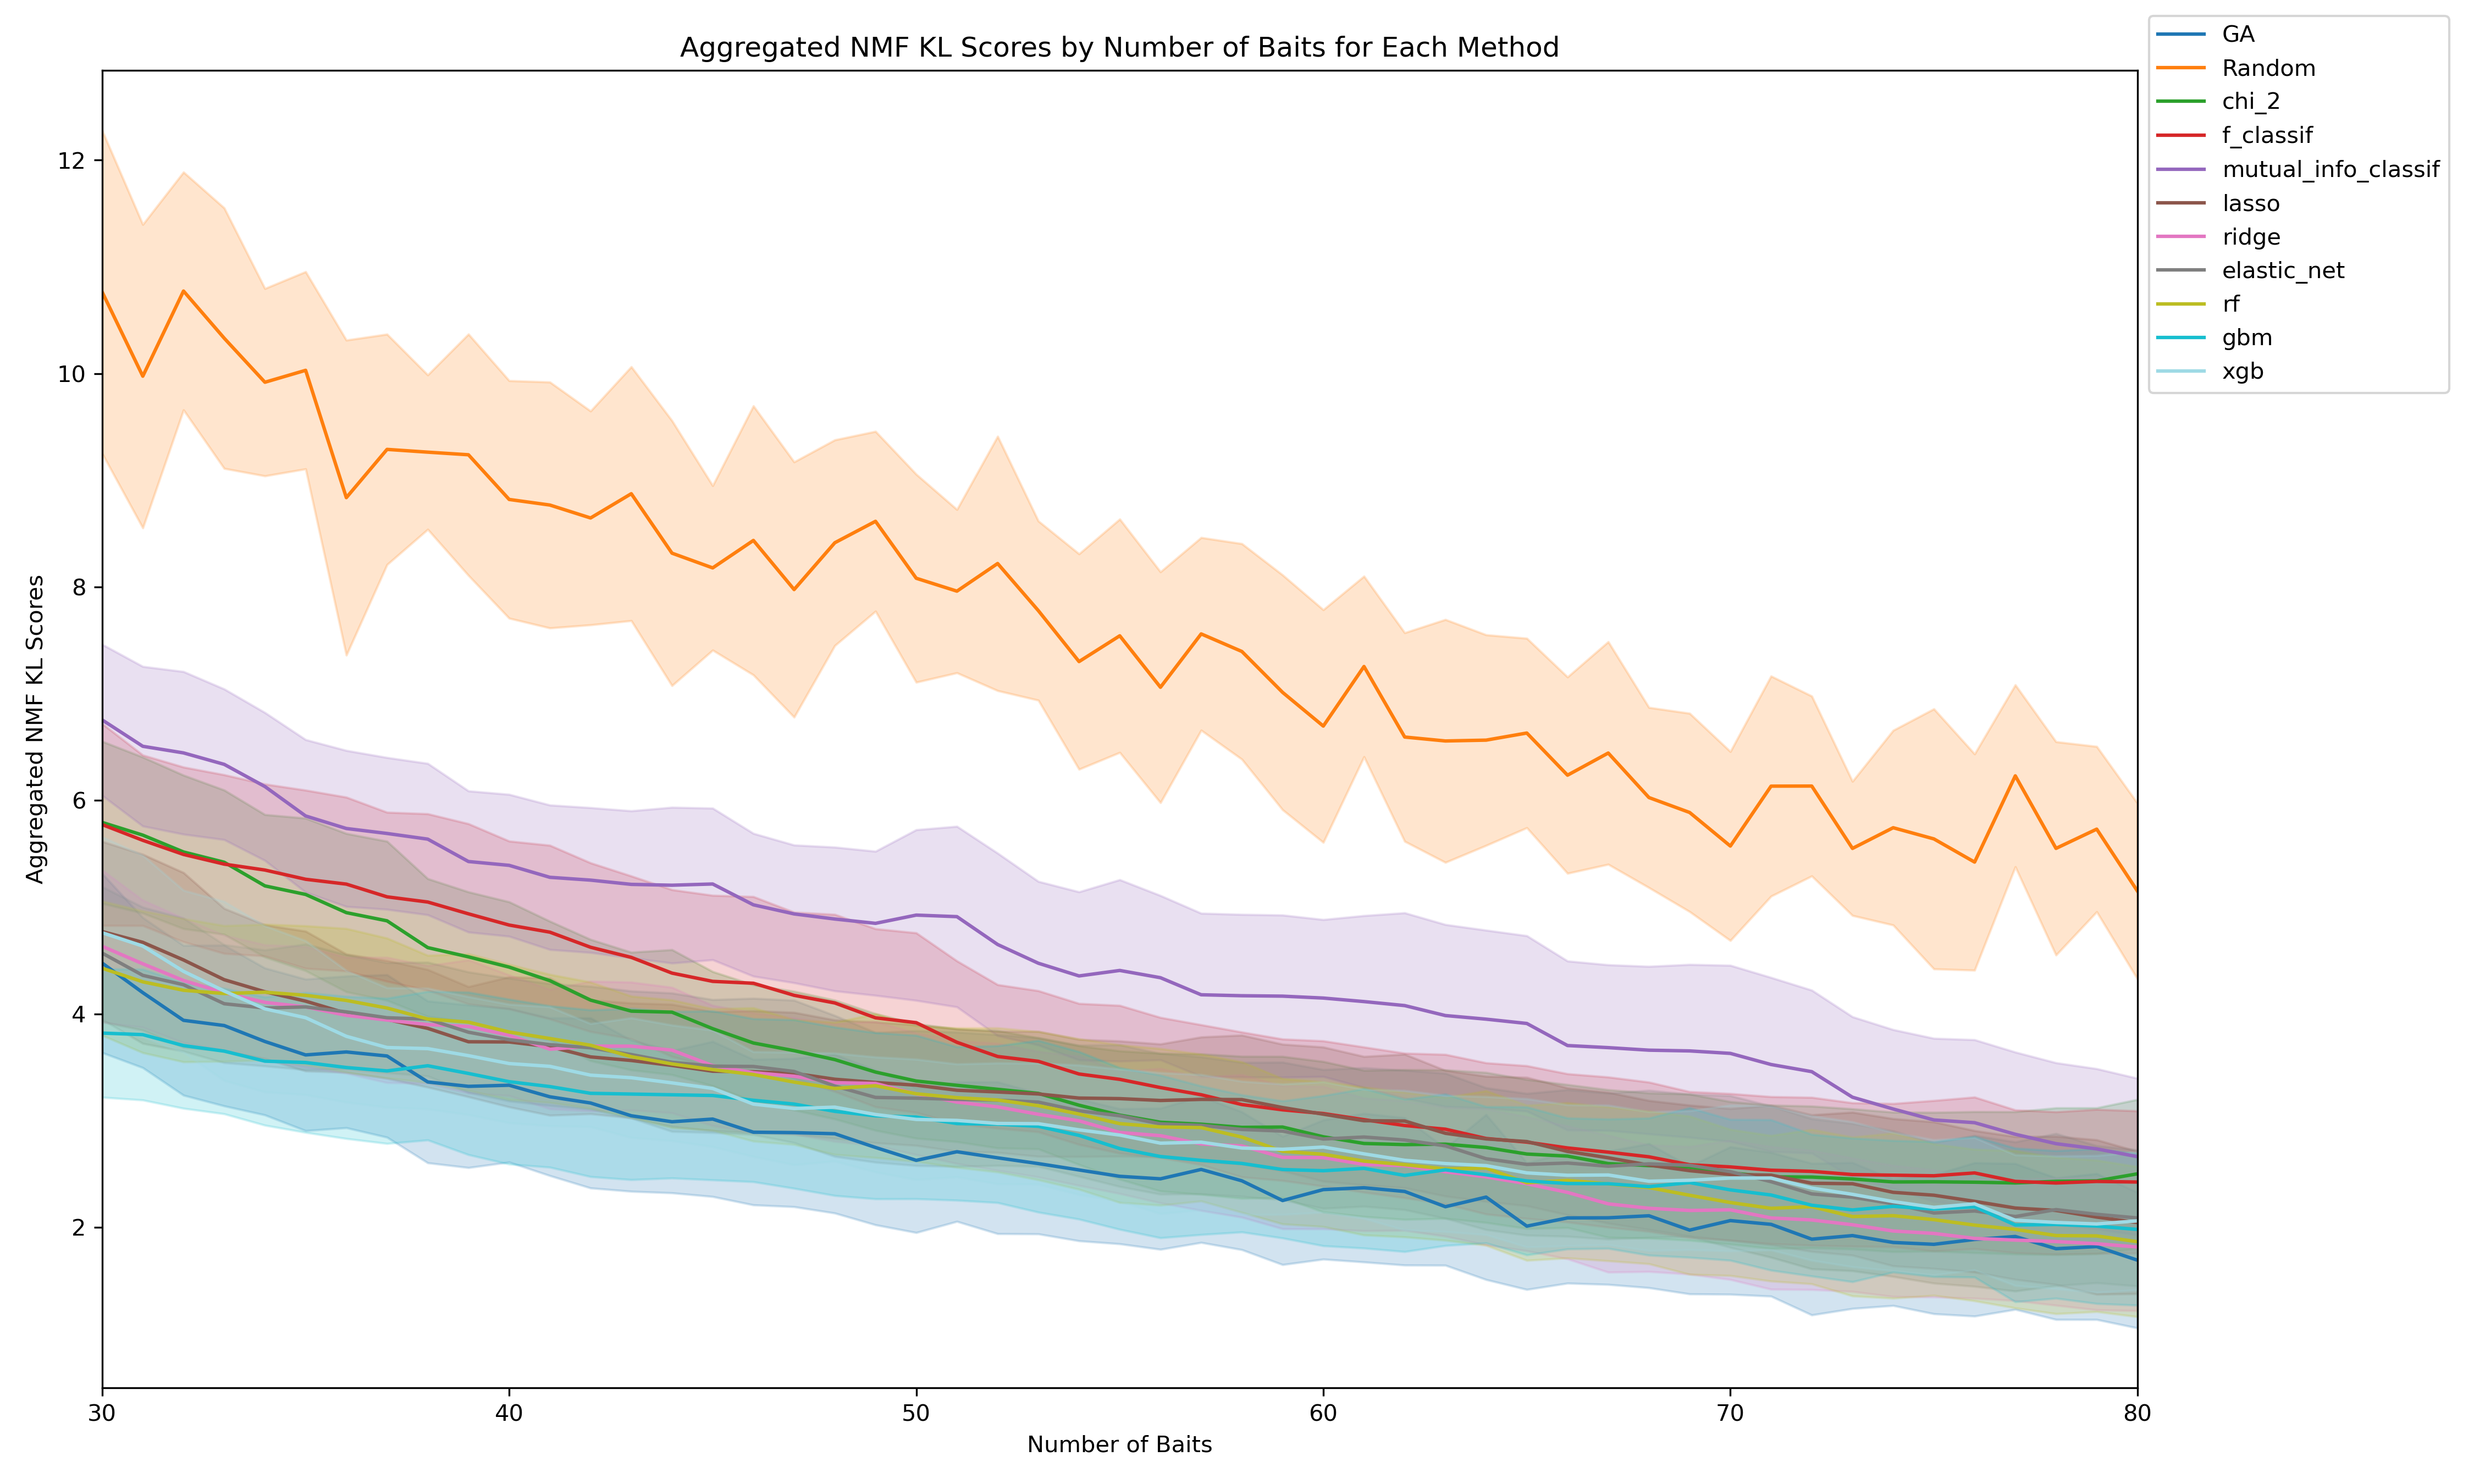 Aggregated NMF KL Scores by Number of Baits for Each Method
GA
Random
chi_2
f_classif
mutual_info_classif
lasso
ridge
elastic_net
rf
gbm
xgb
Aggregated NMF KL Scores
12
10
8
6
4
2
30 40 50 60 70 80
Number of Baits